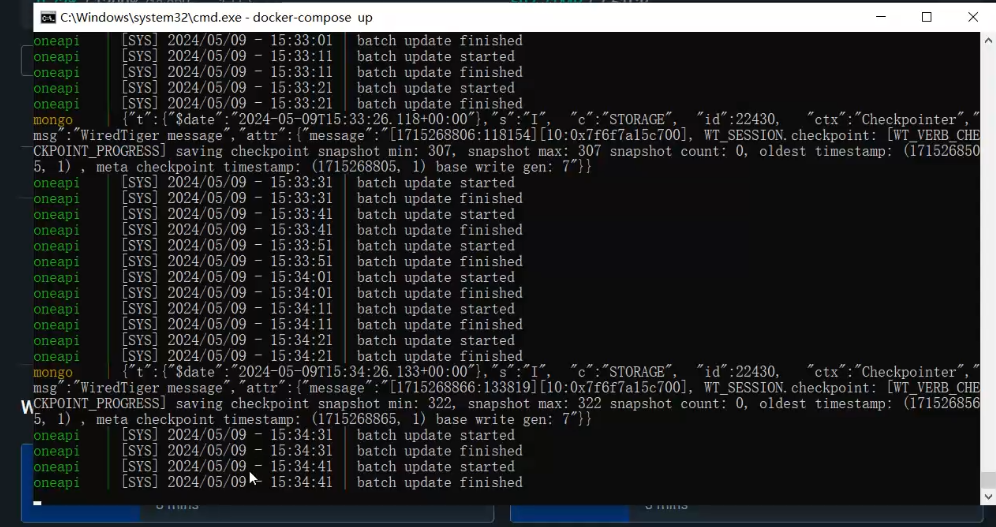 C:\Windows\system32\cmd.exe - docker-compose up
oneapi | [SYS] 2024/05/09 - 15:33:01 | batch update finished
oneapi | [SYS] 2024/05/09 - 15:33:11 | batch update started
oneapi | [SYS] 2024/05/09 - 15:33:11 | batch update finished
oneapi | [SYS] 2024/05/09 - 15:33:21 | batch update started
oneapi | [SYS] 2024/05/09 - 15:33:21 | batch update finished
mongo | {"t":{"$date":"2024-05-09T15:33:26.118+00:00"},"s":"I", "c":"STORAGE", "id":22430, "ctx":"Checkpointer","
msg":"WiredTiger message","attr":{"message":"[1715268806:118154][10:0x7f6f7a15c700], WT_SESSION.checkpoint: [WT_VERB_CHE
CKPOINT_PROGRESS] saving checkpoint snapshot min: 307, snapshot max: 307 snapshot count: 0, oldest timestamp: (171526850
5, 1) , meta checkpoint timestamp: (1715268805, 1) base write gen: 7"}}
oneapi | [SYS] 2024/05/09 - 15:33:31 | batch update started
oneapi | [SYS] 2024/05/09 - 15:33:31 | batch update finished
oneapi | [SYS] 2024/05/09 - 15:33:41 | batch update started
oneapi | [SYS] 2024/05/09 - 15:33:41 | batch update finished
oneapi | [SYS] 2024/05/09 - 15:33:51 | batch update started
oneapi | [SYS] 2024/05/09 - 15:33:51 | batch update finished
oneapi | [SYS] 2024/05/09 - 15:34:01 | batch update started
oneapi | [SYS] 2024/05/09 - 15:34:01 | batch update finished
oneapi | [SYS] 2024/05/09 - 15:34:11 | batch update started
oneapi | [SYS] 2024/05/09 - 15:34:11 | batch update finished
oneapi | [SYS] 2024/05/09 - 15:34:21 | batch update started
oneapi | [SYS] 2024/05/09 - 15:34:21 | batch update finished
mongo | {"t":{"$date":"2024-05-09T15:34:26.133+00:00"},"s":"I", "c":"STORAGE", "id":22430, "ctx":"Checkpointer","
msg":"WiredTiger message","attr":{"message":"[1715268866:133819][10:0x7f6f7a15c700], WT_SESSION.checkpoint: [WT_VERB_CHE
CKPOINT_PROGRESS] saving checkpoint snapshot min: 322, snapshot max: 322 snapshot count: 0, oldest timestamp: (171526856
5, 1) , meta checkpoint timestamp: (1715268865, 1) base write gen: 7"}}
oneapi | [SYS] 2024/05/09 - 15:34:31 | batch update started
oneapi | [SYS] 2024/05/09 - 15:34:31 | batch update finished
oneapi | [SYS] 2024/05/09 - 15:34:41 | batch update started
oneapi | [SYS] 2024/05/09 - 15:34:41 | batch update finished